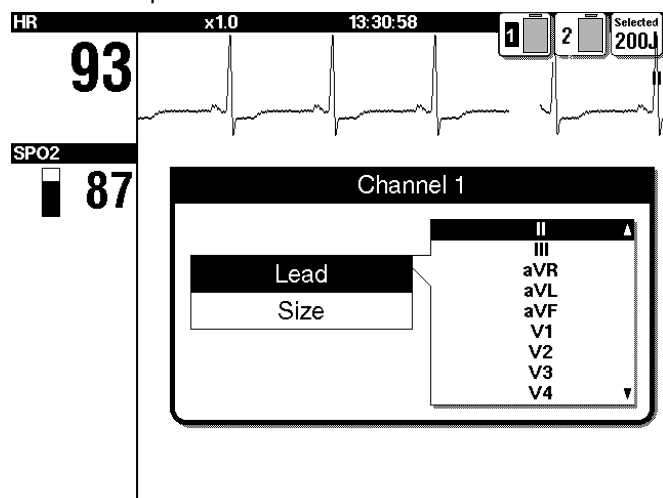 HR x1.0 13:30:58
1 2 Selected
200J
93
II
SPO2
87
Channel 1
Lead
Size
II
III
aVR
aVL
aVF
V1
V2
V3
V4